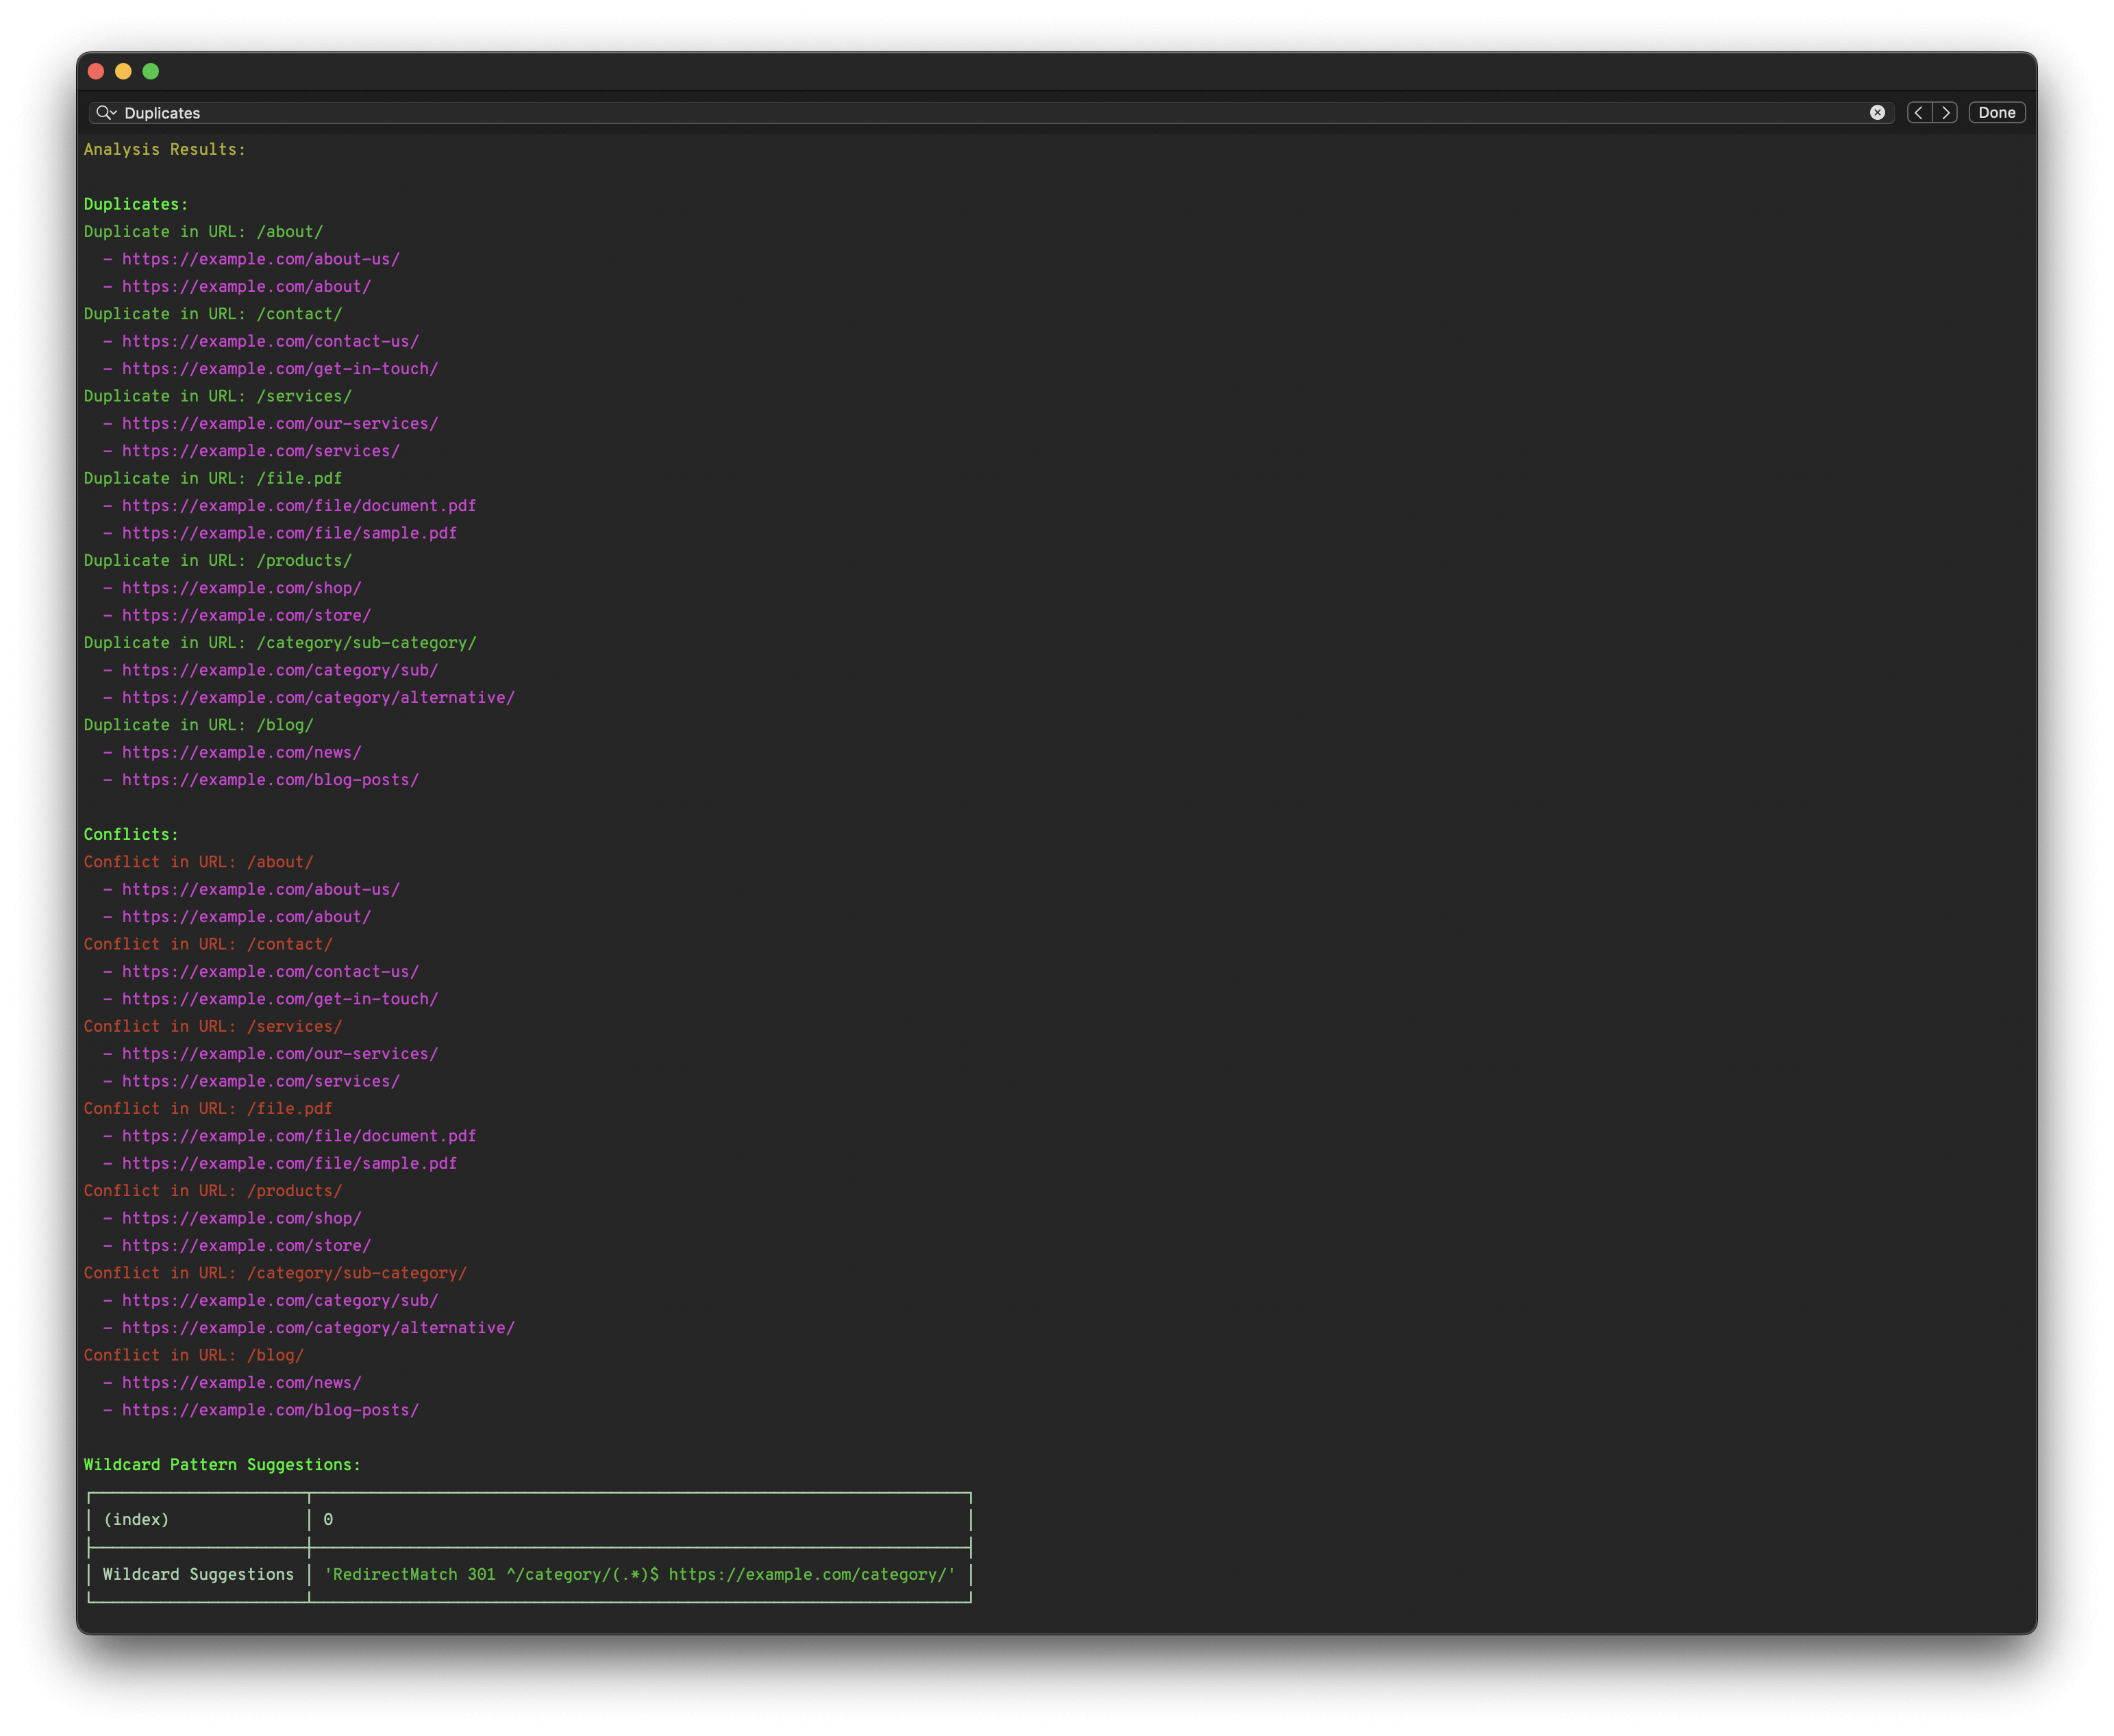 Duplicates
Done
Analysis Results:
Duplicates:
Duplicate in URL: /about/
- https://example.com/about-us/
- https://example.com/about/
Duplicate in URL: /contact/
- https://example.com/contact-us/
- https://example.com/get-in-touch/
Duplicate in URL: /services/
- https://example.com/our-services/
- https://example.com/services/
Duplicate in URL: /file.pdf
- https://example.com/file/document.pdf
- https://example.com/file/sample.pdf
Duplicate in URL: /products/
- https://example.com/shop/
- https://example.com/store/
Duplicate in URL: /category/sub-category/
- https://example.com/category/sub/
- https://example.com/category/alternative/
Duplicate in URL: /blog/
- https://example.com/news/
- https://example.com/blog-posts/
Conflicts:
Conflict in URL: /about/
- https://example.com/about-us/
- https://example.com/about/
Conflict in URL: /contact/
- https://example.com/contact-us/
- https://example.com/get-in-touch/
Conflict in URL: /services/
- https://example.com/our-services/
- https://example.com/services/
Conflict in URL: /file.pdf
- https://example.com/file/document.pdf
- https://example.com/file/sample.pdf
Conflict in URL: /products/
- https://example.com/shop/
- https://example.com/store/
Conflict in URL: /category/sub-category/
- https://example.com/category/sub/
- https://example.com/category/alternative/
Conflict in URL: /blog/
- https://example.com/news/
- https://example.com/blog-posts/
Wildcard Pattern Suggestions:
(index) 0
Wildcard Suggestions 'RedirectMatch 301 ^/category/(.*)$ https://example.com/category/'